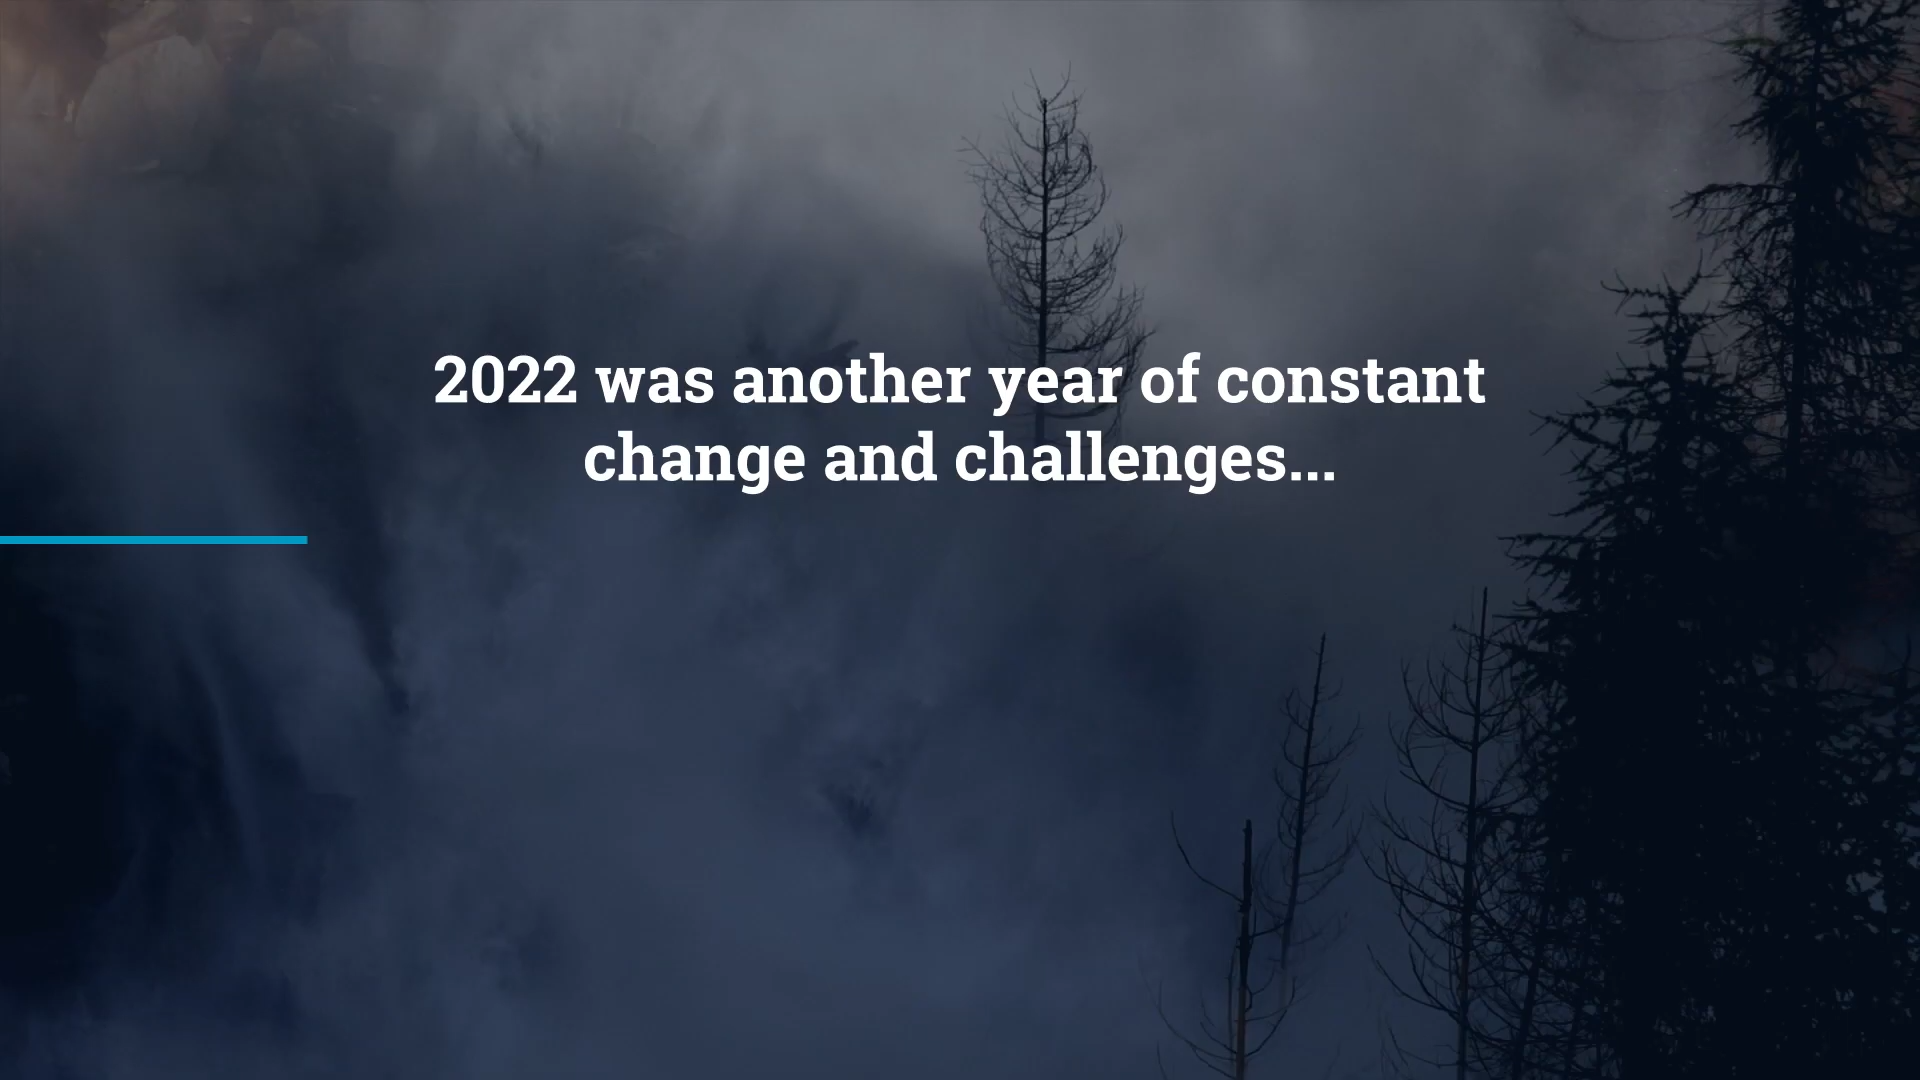 2022 was another year of constant
change and challenges...